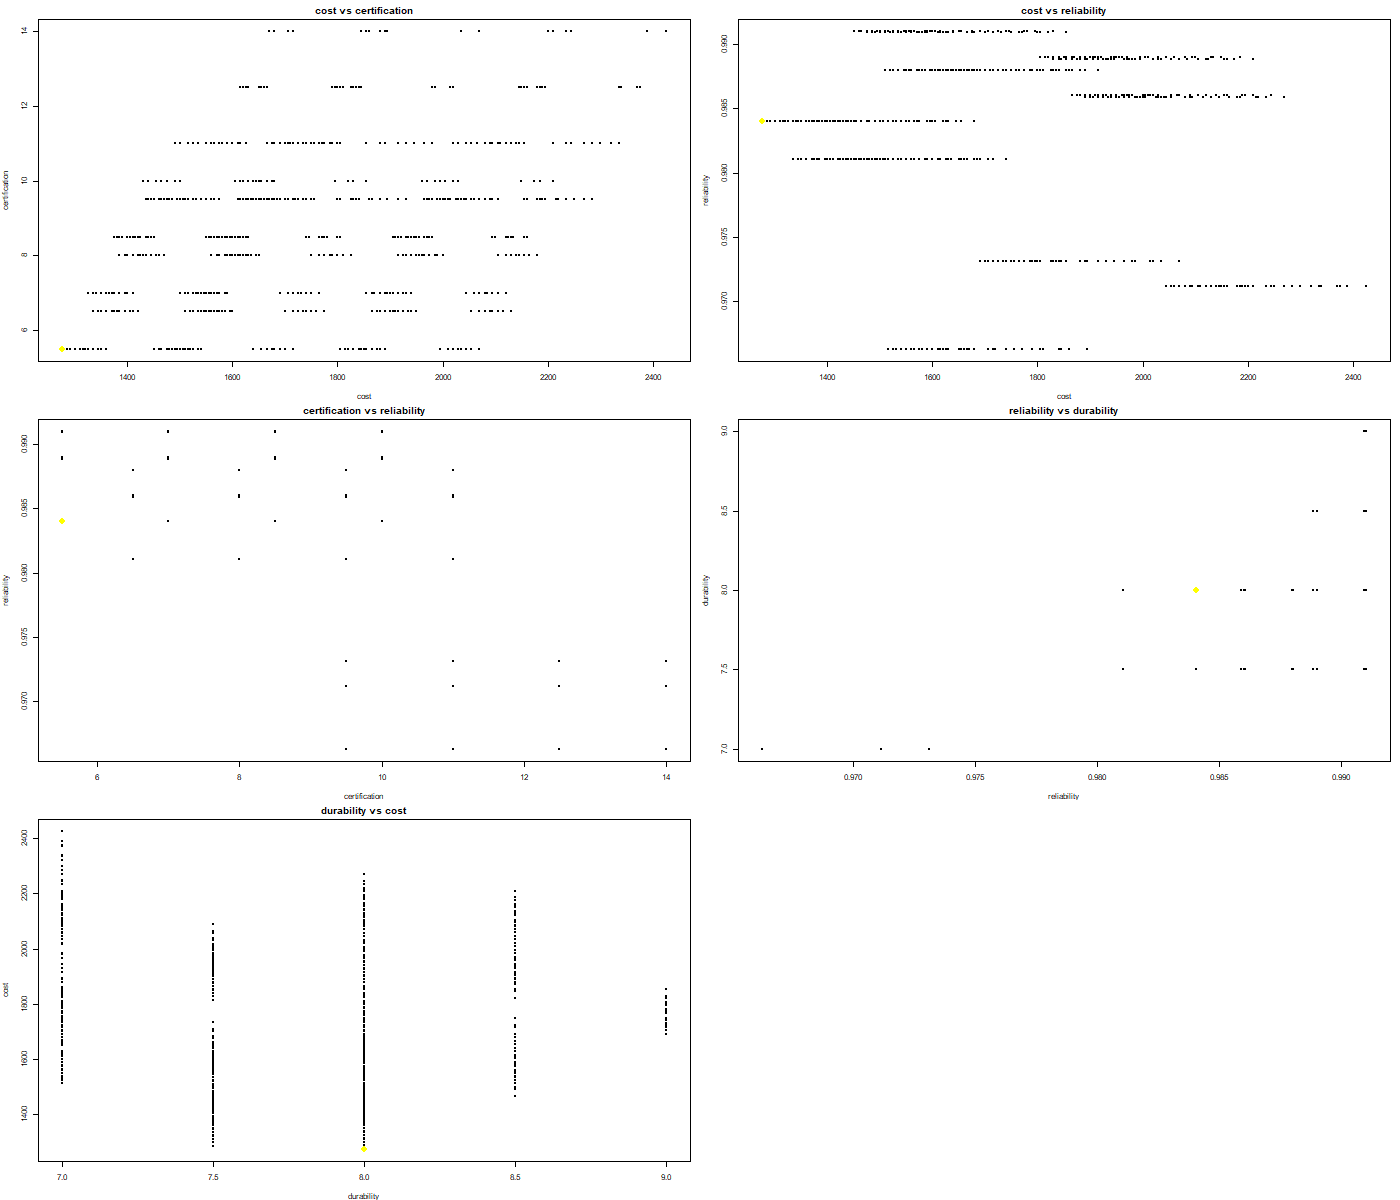 cost vs certification
14
12
10
8
6
certification
1400 1600 1800 2000 2200 2400
cost
cost vs reliability
0.990
0.985
0.980
0.975
0.970
reliability
1400 1600 1800 2000 2200 2400
cost
certification vs reliability
0.990
0.985
0.980
0.975
0.970
reliability
6 8 10 12 14
certification
reliability vs durability
9.0
8.5
8.0
7.5
7.0
durability
0.970 0.975 0.980 0.985 0.990
reliability
durability vs cost
2400
2200
2000
1800
1600
1400
cost
7.0 7.5 8.0 8.5 9.0
durability